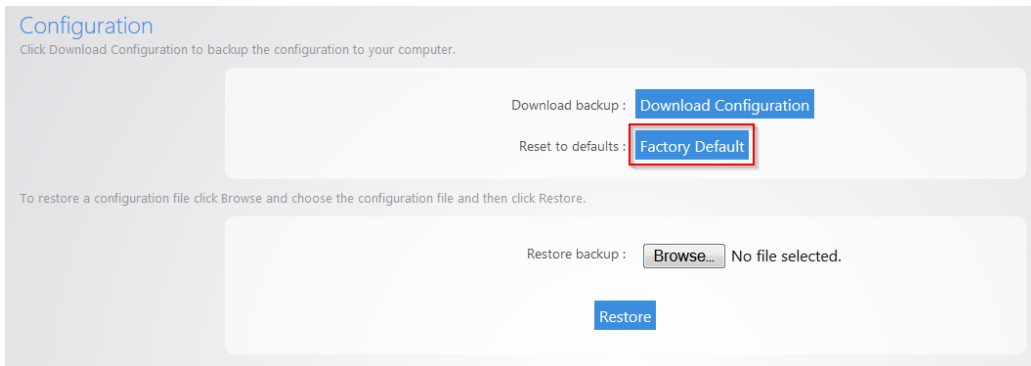 Configuration
Click Download Configuration to backup the configuration to your computer.
Download backup : Download Configuration
Reset to defaults : Factory Default
To restore a configuration file click Browse and choose the configuration file and then click Restore.
Restore backup : Browse... No file selected.
Restore